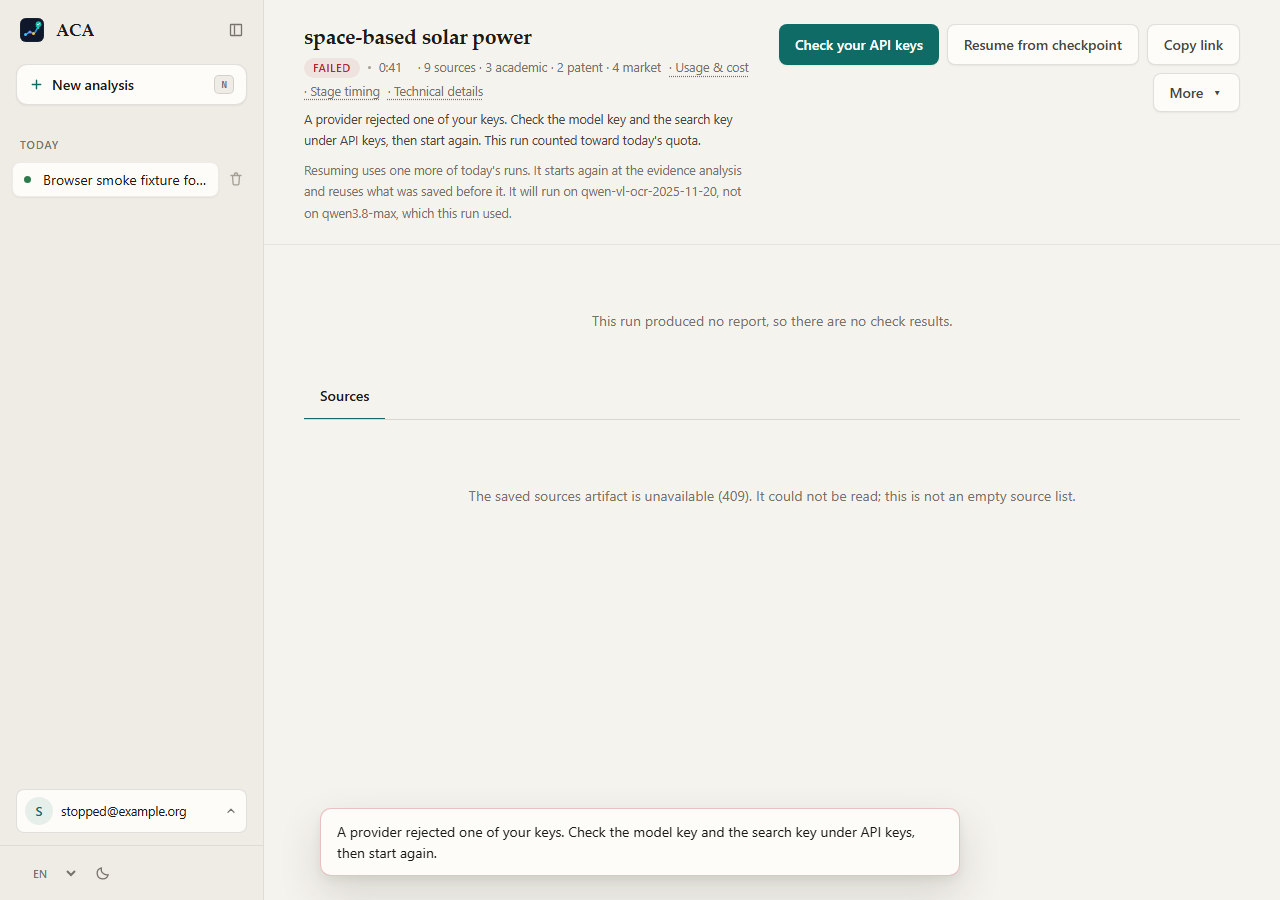 ACA
New analysis
N
TODAY
Browser smoke fixture fo...
S
stopped@example.org
EN
space-based solar power
FAILED • 0:41 · 9 sources · 3 academic · 2 patent · 4 market · Usage & cost
· Stage timing · Technical details
A provider rejected one of your keys. Check the model key and the search key
under API keys, then start again. This run counted toward today's quota.
Resuming uses one more of today's runs. It starts again at the evidence analysis
and reuses what was saved before it. It will run on qwen-vl-ocr-2025-11-20, not
on qwen3.8-max, which this run used.
Check your API keys
Resume from checkpoint
Copy link
More
This run produced no report, so there are no check results.
Sources
The saved sources artifact is unavailable (409). It could not be read; this is not an empty source list.
A provider rejected one of your keys. Check the model key and the search key under API keys,
then start again.